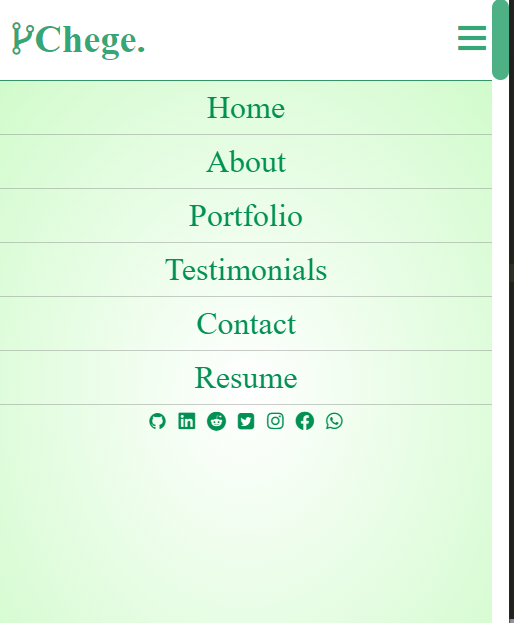 Chege.
Home
About
Portfolio
Testimonials
Contact
Resume